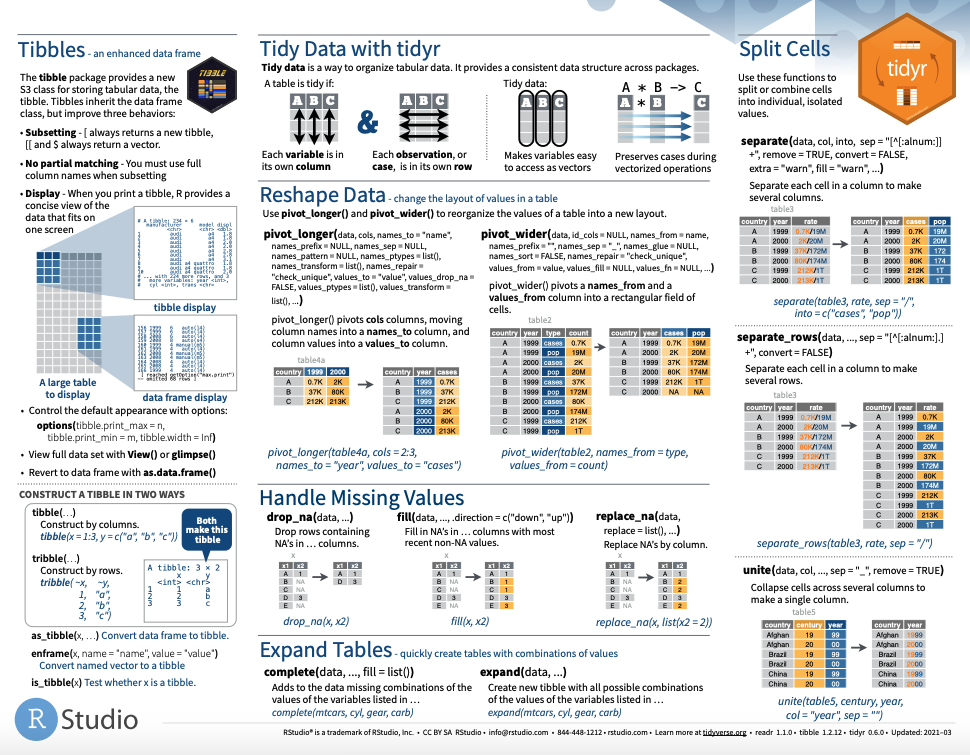 Tibbles - an enhanced data frame
The tibble package provides a new
S3 class for storing tabular data, the
tibble. Tibbles inherit the data frame
class, but improve three behaviors:
TIBBLE
• Subsetting - [ always returns a new tibble,
[[ and $ always return a vector.
• No partial matching - You must use full
column names when subsetting
• Display - When you print a tibble, R provides a
concise view of the
data that fits on
one screen
# A tibble: 234 × 6
manufacturer model displ
<chr> <chr> <dbl>
tibble display
data frame display
A large table
to display
• Control the default appearance with options:
options(tibble.print_max = n,
tibble.print_min = m, tibble.width = Inf)
• View full data set with View() or glimpse()
• Revert to data frame with as.data.frame()
CONSTRUCT A TIBBLE IN TWO WAYS
tibble(…)
Construct by columns.
tibble(x = 1:3, y = c("a", "b", "c"))
Both
make this
tibble
tribble(…)
Construct by rows.
tribble( ~x, ~y,
1, "a",
2, "b",
3, "c")
A tibble: 3 × 2
x y
<int> <chr>
1 1 a
2 2 b
3 3 c
as_tibble(x, …) Convert data frame to tibble.
enframe(x, name = "name", value = "value")
Convert named vector to a tibble
is_tibble(x) Test whether x is a tibble.
R Studio
Tidy Data with tidyr
Tidy data is a way to organize tabular data. It provides a consistent data structure across packages.
A table is tidy if:
A B C
&
A B C
Each variable is in
its own column
Each observation, or
case, is in its own row
Tidy data:
A B C
Makes variables easy
to access as vectors
A * B -> C
A * B C
Preserves cases during
vectorized operations
Reshape Data - change the layout of values in a table
Use pivot_longer() and pivot_wider() to reorganize the values of a table into a new layout.
pivot_longer(data, cols, names_to = "name",
names_prefix = NULL, names_sep = NULL,
names_pattern = NULL, names_ptypes = list(),
names_transform = list(), names_repair =
"check_unique", values_to = "value", values_drop_na =
FALSE, values_ptypes = list(), values_transform =
list(), ...)
pivot_longer() pivots cols columns, moving
column names into a names_to column, and
column values into a values_to column.
table4a
country 1999 2000
A 0.7K 2K
B 37K 80K
C 212K 213K
country year cases
A 1999 0.7K
B 1999 37K
C 1999 212K
A 2000 2K
B 2000 80K
C 2000 213K
pivot_longer(table4a, cols = 2:3,
names_to = "year", values_to = "cases")
pivot_wider(data, id_cols = NULL, names_from = name,
names_prefix = "", names_sep = "_", names_glue = NULL,
names_sort = FALSE, names_repair = "check_unique",
values_from = value, values_fill = NULL, values_fn = NULL, ...)
pivot_wider() pivots a names_from and a
values_from column into a rectangular field of
cells.
table2
country year type count
A 1999 cases 0.7K
A 1999 pop 19M
A 2000 cases 2K
A 2000 pop 20M
B 1999 cases 37K
B 1999 pop 172M
B 2000 cases 80K
B 2000 pop 174M
C 1999 cases 212K
C 1999 pop 1T
country year cases pop
A 1999 0.7K 19M
A 2000 2K 20M
B 1999 37K 172M
B 2000 80K 174M
C 1999 212K 1T
C 2000 NA NA
pivot_wider(table2, names_from = type,
values_from = count)
Handle Missing Values
drop_na(data, ...)
Drop rows containing
NA's in … columns.
x
x1 x2
A 1
B NA
C NA
D 3
E NA
x1 x2
A 1
D 3
drop_na(x, x2)
fill(data, ..., .direction = c("down", "up"))
Fill in NA's in … columns with most
recent non-NA values.
x
x1 x2
A 1
B NA
C NA
D 3
E NA
x1 x2
A 1
B 1
C 1
D 3
E 3
fill(x, x2)
replace_na(data,
replace = list(), ...)
Replace NA's by column.
x
x1 x2
A 1
B NA
C NA
D 3
E NA
x1 x2
A 1
B 2
C 2
D 3
E 2
replace_na(x, list(x2 = 2))
Expand Tables - quickly create tables with combinations of values
complete(data, ..., fill = list())
Adds to the data missing combinations of the
values of the variables listed in …
complete(mtcars, cyl, gear, carb)
expand(data, ...)
Create new tibble with all possible combinations
of the values of the variables listed in …
expand(mtcars, cyl, gear, carb)
Split Cells
tidyr
Use these functions to
split or combine cells
into individual, isolated
values.
separate(data, col, into, sep = "[^[:alnum:]]
+", remove = TRUE, convert = FALSE,
extra = "warn", fill = "warn", ...)
Separate each cell in a column to make
several columns.
table3
country year rate
A 1999 0.7K/19M
A 2000 2K/20M
B 1999 37K/172M
B 2000 80K/174M
C 1999 212K/1T
C 2000 213K/1T
country year cases pop
A 1999 0.7K 19M
A 2000 2K 20M
B 1999 37K 172
B 2000 80K 174
C 1999 212K 1T
C 2000 213K 1T
separate(table3, rate, sep = "/",
into = c("cases", "pop"))
separate_rows(data, ..., sep = "[^[:alnum:].]
+", convert = FALSE)
Separate each cell in a column to make
several rows.
table3
country year rate
A 1999 0.7K/19M
A 2000 2K/20M
B 1999 37K/172M
B 2000 80K/174M
C 1999 212K/1T
C 2000 213K/1T
country year rate
A 1999 0.7K
A 1999 19M
A 2000 2K
A 2000 20M
B 1999 37K
B 1999 172M
B 2000 80K
B 2000 174M
C 1999 212K
C 1999 1T
C 2000 213K
C 2000 1T
separate_rows(table3, rate, sep = "/")
unite(data, col, ..., sep = "_", remove = TRUE)
Collapse cells across several columns to
make a single column.
table5
country century year
Afghan 19 99
Afghan 20 00
Brazil 19 99
Brazil 20 00
China 19 99
China 20 00
country year
Afghan 1999
Afghan 2000
Brazil 1999
Brazil 2000
China 1999
China 2000
unite(table5, century, year,
col = "year", sep = "")
RStudio® is a trademark of RStudio, Inc. • CC BY SA RStudio • info@rstudio.com • 844-448-1212 • rstudio.com • Learn more at tidyverse.org • readr 1.1.0 • tibble 1.2.12 • tidyr 0.6.0 • Updated: 2021–03